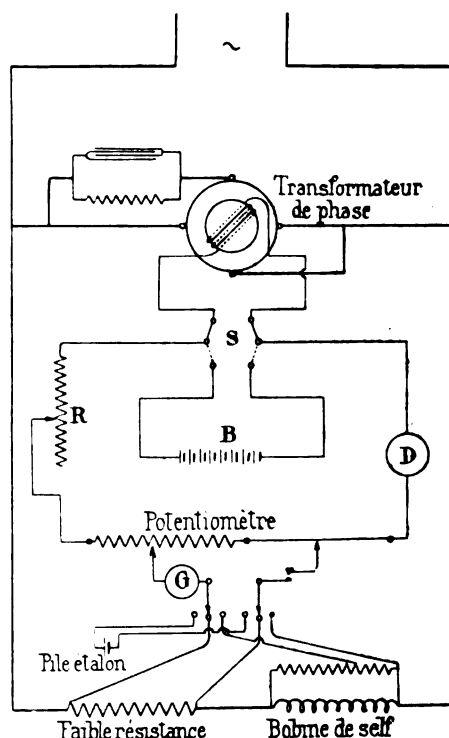 ~
Transformateur
de phase
S
R
B
D
Potentiomètre
G
Pile étalon
Faible résistance
Bobine de self